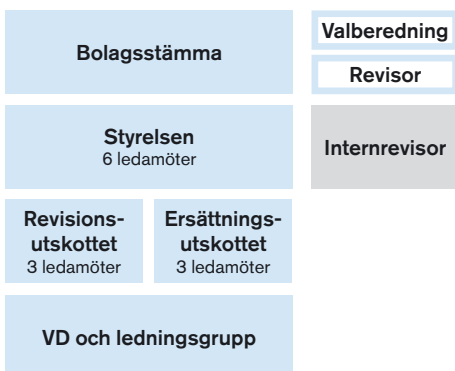 Bolagsstämma
Valberedning
Revisor
Styrelsen
6 ledamöter
Internrevisor
Revisions-
utskottet
3 ledamöter
Ersättnings-
utskottet
3 ledamöter
VD och ledningsgrupp